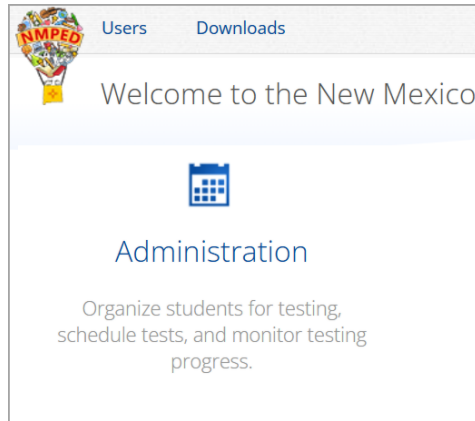 NMPED
Users Downloads
Welcome to the New Mexico
Administration
Organize students for testing,
schedule tests, and monitor testing
progress.